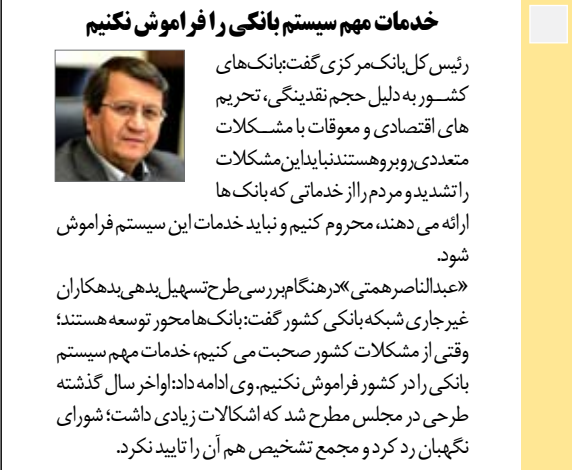 خدمات مهم سیستم بانکی را فراموش نکنیم
رئیس کل بانک مرکزی گفت:بانک های
کشور به دلیل حجم نقدینگی، تحریم
های اقتصادی و معوقات با مشکلات
متعددی روبرو هستند نباید این مشکلات
را تشدید و مردم را از خدماتی که بانک ها
ارائه می دهند، محروم کنیم و نباید خدمات این سیستم فراموش
شود.
«عبدالناصر همتی» در هنگام بررسی طرح تسهیل بدهی بدهکاران
غیر جاری شبکه بانکی کشور گفت: بانک ها محور توسعه هستند؛
وقتی از مشکلات کشور صحبت می کنیم، خدمات مهم سیستم
بانکی را در کشور فراموش نکنیم. وی ادامه داد: اواخر سال گذشته
طرحی در مجلس مطرح شد که اشکالات زیادی داشت؛ شورای
نگهبان رد کرد و مجمع تشخیص هم آن را تایید نکرد.